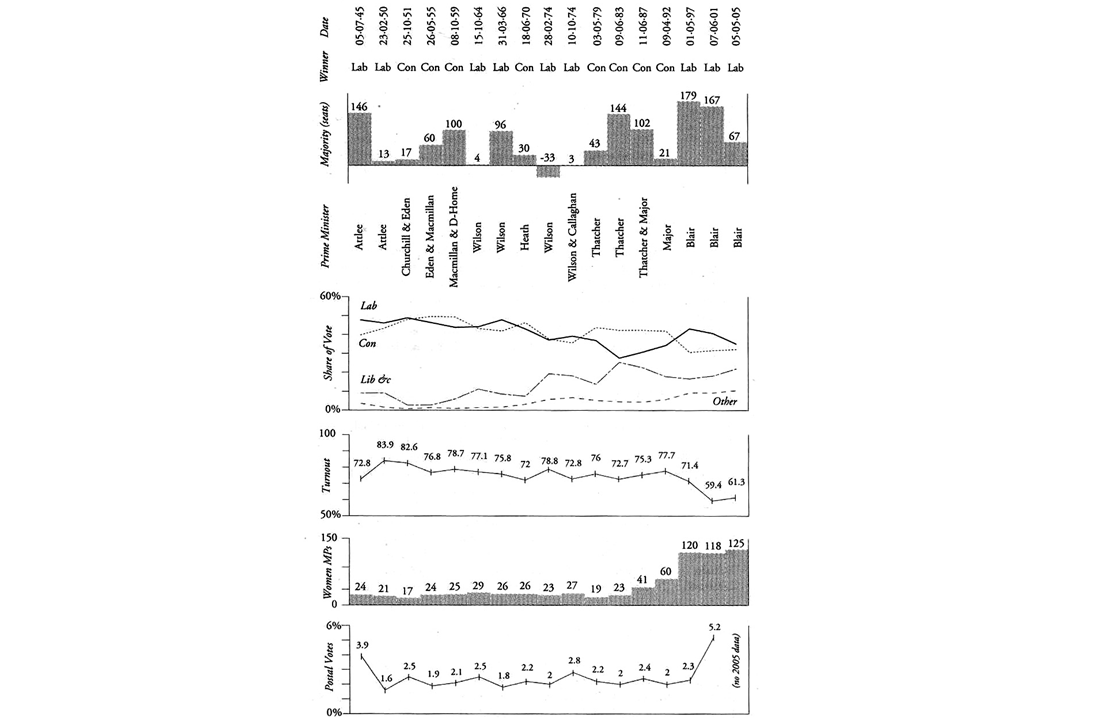 Date 05-07-45 23-02-50 25-10-51 26-05-55 08-10-59 15-10-64 31-03-66 18-06-70 28-02-74 10-10-74 03-05-79 09-06-83 11-06-87 09-04-92 01-05-97 07-06-01 05-05-05
Winner Lab Lab Con Con Con Lab Lab Con Lab Lab Con Con Con Con Lab Lab Lab
Majority (seats) 146 13 17 60 100 4 96 30 -33 3 43 144 102 21 179 167 67
Prime Minister Attlee Attlee Churchill & Eden Eden & Macmillan Macmillan & D-Home Wilson Wilson Heath Wilson Wilson & Callaghan Thatcher Thatcher Thatcher & Major Major Blair Blair Blair
60%
Share of Vote
Lab
Con
Lib &c
Other
0%
100
Turnout 72.8 83.9 82.6 76.8 78.7 77.1 75.8 72 78.8 72.8 76 72.7 75.3 77.7 71.4 59.4 61.3
50%
150
Women MPs 24 21 17 24 25 29 26 26 23 27 19 23 41 60 120 118 125
0
6%
Postal Votes 3.9 1.6 2.5 1.9 2.1 2.5 1.8 2.2 2 2.8 2.2 2 2.4 2 2.3 5.2 (no 2005 data)
0%